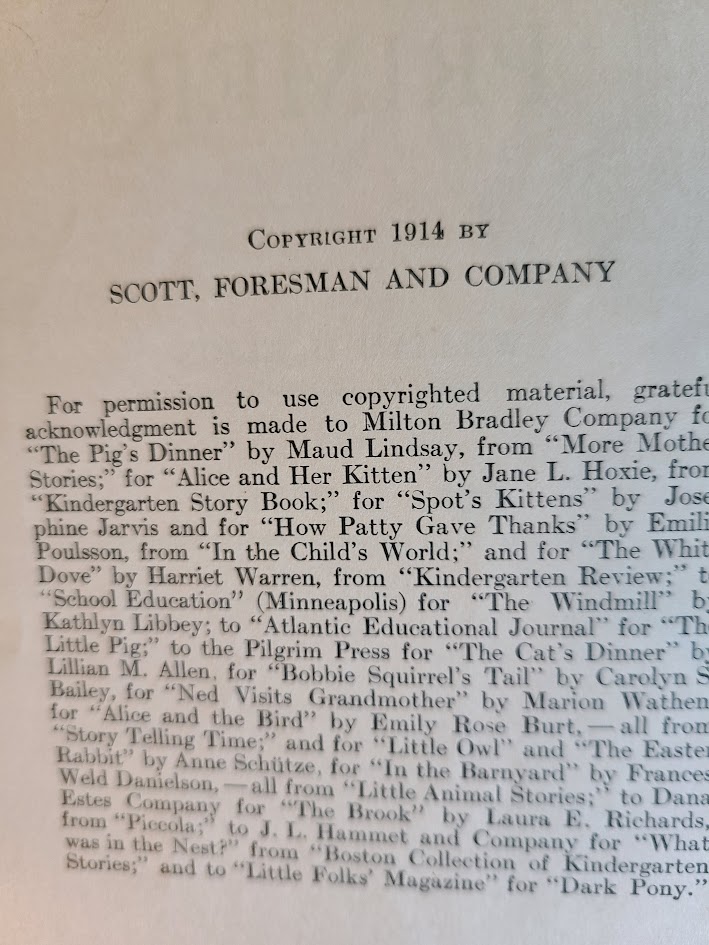 COPYRIGHT 1914 BY
SCOTT, FORESMAN AND COMPANY
For permission to use copyrighted material, gratefu
acknowledgment is made to Milton Bradley Company fo
"The Pig's Dinner" by Maud Lindsay, from "More Mothe
Stories;" for "Alice and Her Kitten" by Jane L. Hoxie, from
"Kindergarten Story Book;" for "Spot's Kittens" by Jose
phine Jarvis and for "How Patty Gave Thanks" by Emili
Poulsson, from "In the Child's World;" and for "The Whit
Dove" by Harriet Warren, from "Kindergarten Review;" t
"School Education" (Minneapolis) for "The Windmill" by
Kathlyn Libbey; to "Atlantic Educational Journal" for "Th
Little Pig;" to the Pilgrim Press for "The Cat's Dinner" by
Lillian M. Allen, for "Bobbie Squirrel's Tail" by Carolyn S
Bailey, for "Ned Visits Grandmother" by Marion Wathen
for "Alice and the Bird" by Emily Rose Burt, — all from
"Story Telling Time;" and for "Little Owl" and "The Easter
Rabbit" by Anne Schütze, for "In the Barnyard" by Frances
Weld Danielson, — all from "Little Animal Stories;" to Dana
Estes Company for "The Brook" by Laura E. Richards,
from "Piccola;" to J. L. Hammet and Company for "What
was in the Nest?" from "Boston Collection of Kindergarten
Stories;" and to "Little Folks' Magazine" for "Dark Pony."